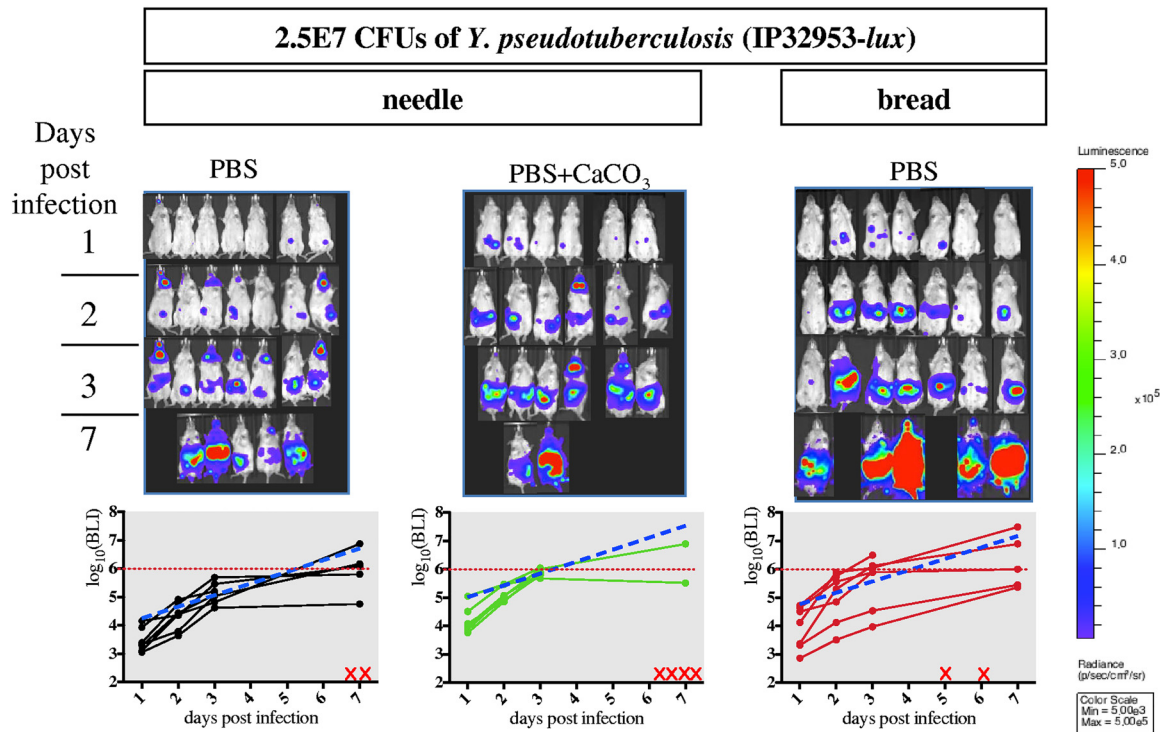 2.5E7 CFUs of Y. pseudotuberculosis (IP32953-lux)
needle
bread
Days
post
infection
PBS
PBS+CaCO₃
PBS
1
2
3
7
Luminescence
5,0
4,0
3,0
x10⁵
2,0
1,0
Radiance
(p/sec/cm²/sr)
Color Scale
Min = 5,00e3
Max = 5,00e5
log₁₀(BLI)
8
7
6
5
4
3
2
1 2 3 4 5 6 7
X X
days post infection
log₁₀(BLI)
8
7
6
5
4
3
2
1 2 3 4 5 6 7
XXXX
days post infection
log₁₀(BLI)
8
7
6
5
4
3
2
1 2 3 4 5 6 7
X X
days post infection